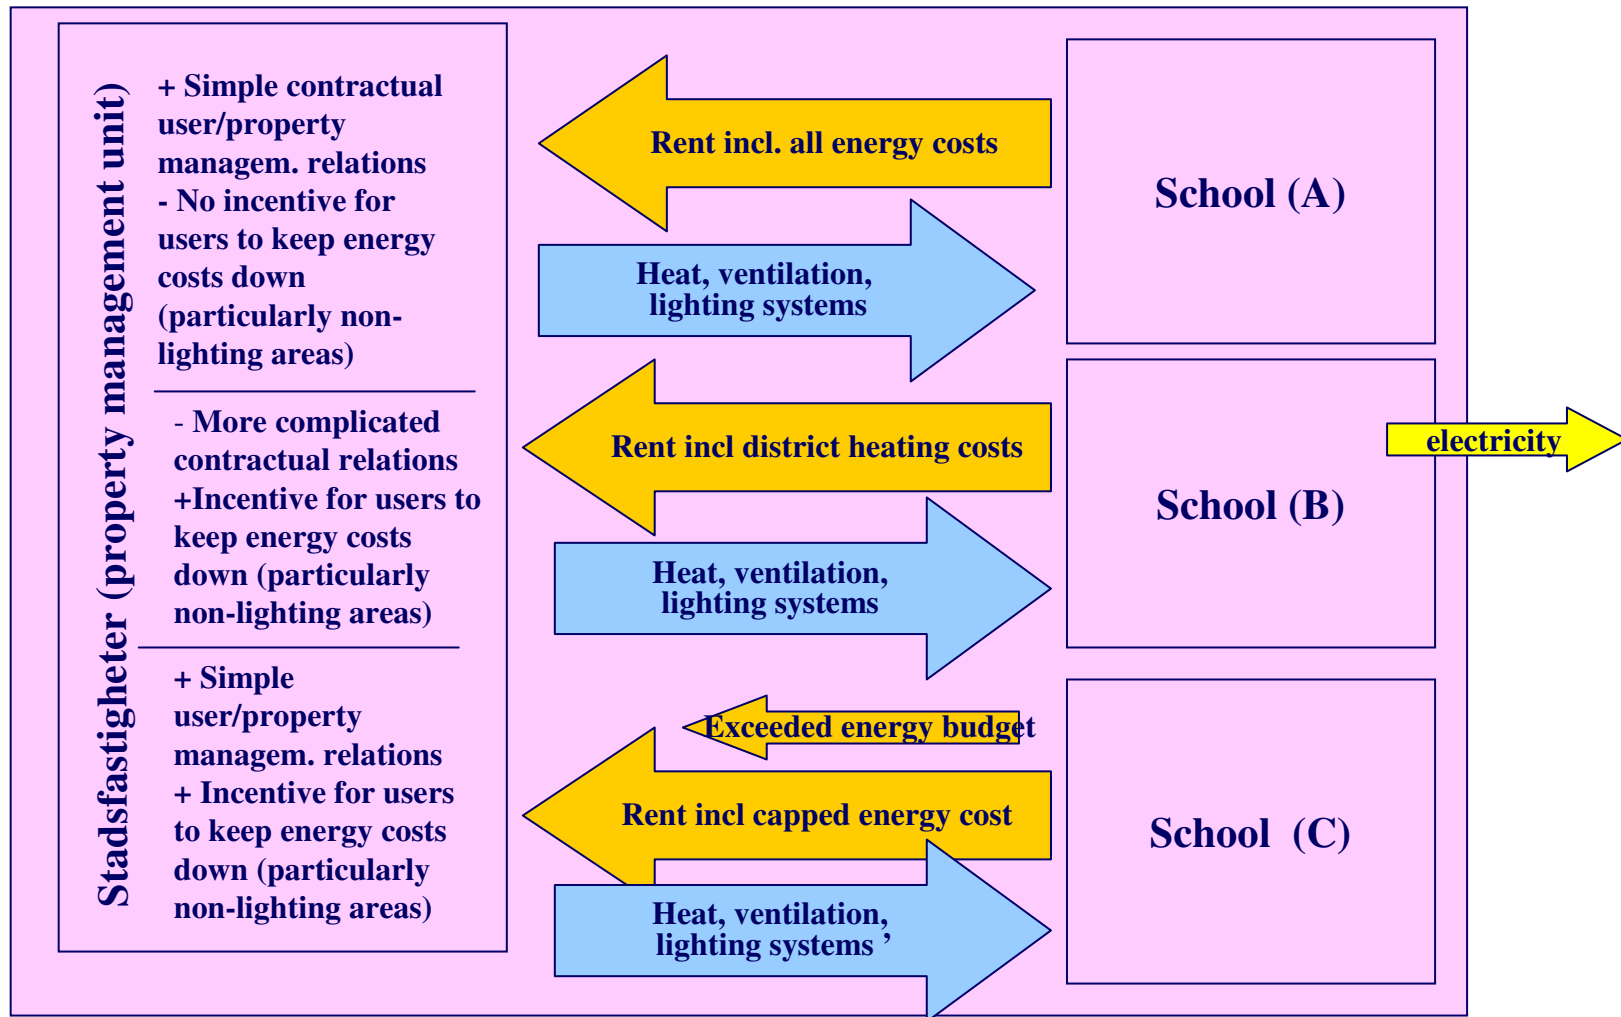 Stadsfastigheter (property management unit)
+ Simple contractual
user/property
managem. relations
- No incentive for
users to keep energy
costs down
(particularly non-
lighting areas)
- More complicated
contractual relations
+Incentive for users to
keep energy costs
down (particularly
non-lighting areas)
+ Simple
user/property
managem. relations
+ Incentive for users
to keep energy costs
down (particularly
non-lighting areas)
Rent incl. all energy costs
Heat, ventilation,
lighting systems
School (A)
Rent incl district heating costs
Heat, ventilation,
lighting systems
School (B)
electricity
Exceeded energy budget
Rent incl capped energy cost
Heat, ventilation,
lighting systems ’
School (C)